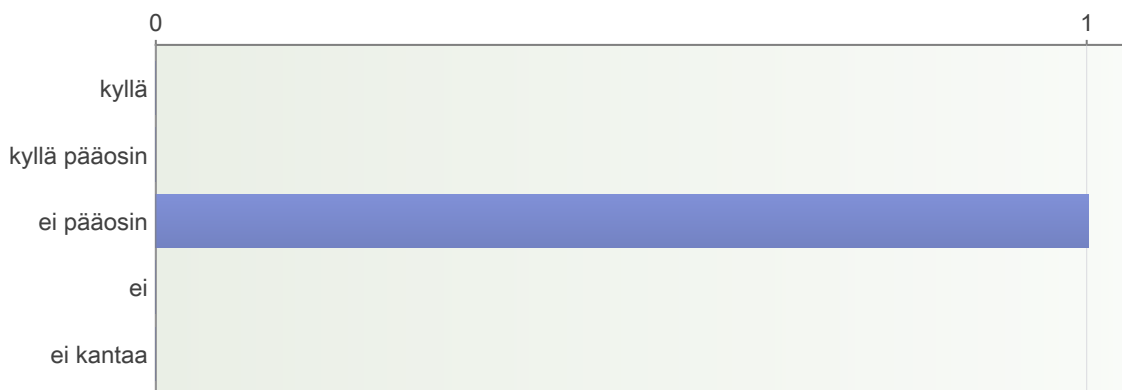 0 1
kyllä
kyllä pääosin
ei pääosin
ei
ei kantaa